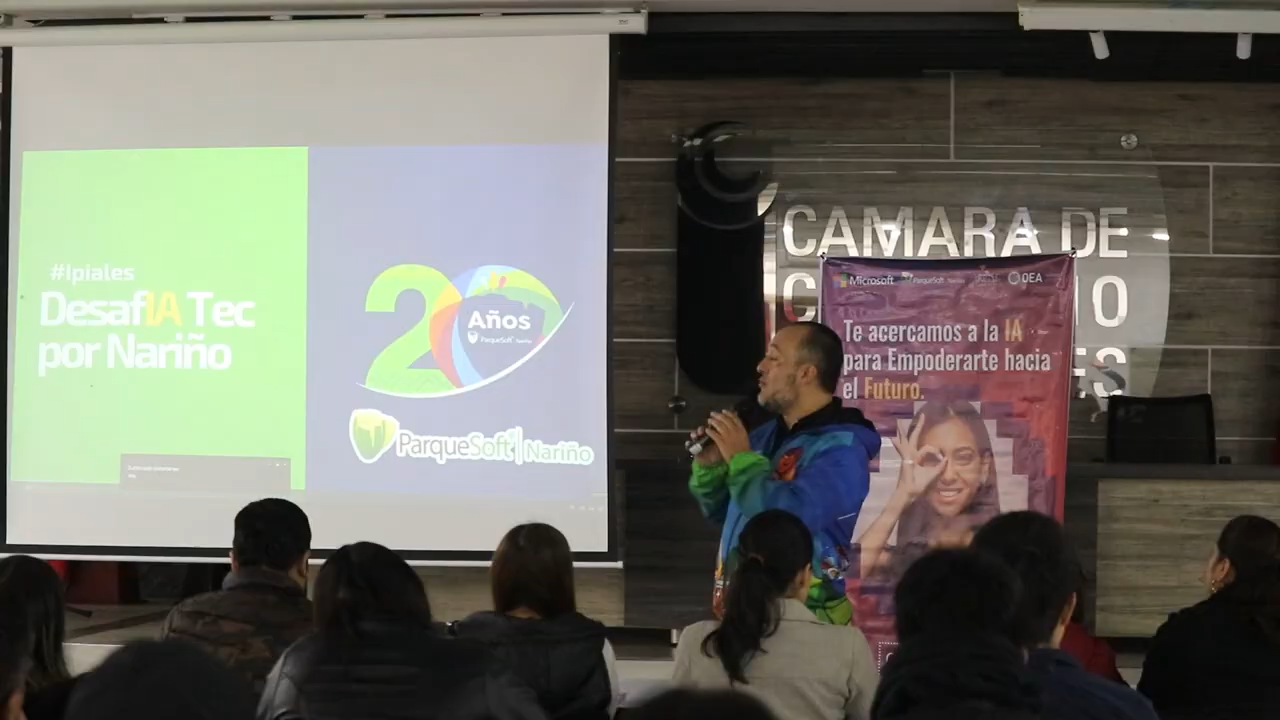 #Ipiales
DesafIA Tec
por Nariño
20
Años
ParqueSoft
ParqueSoft Nariño
CAMARA DE
Microsoft ParqueSoft OEA
Te acercamos a la IA
para Empoderarte hacia
el Futuro.